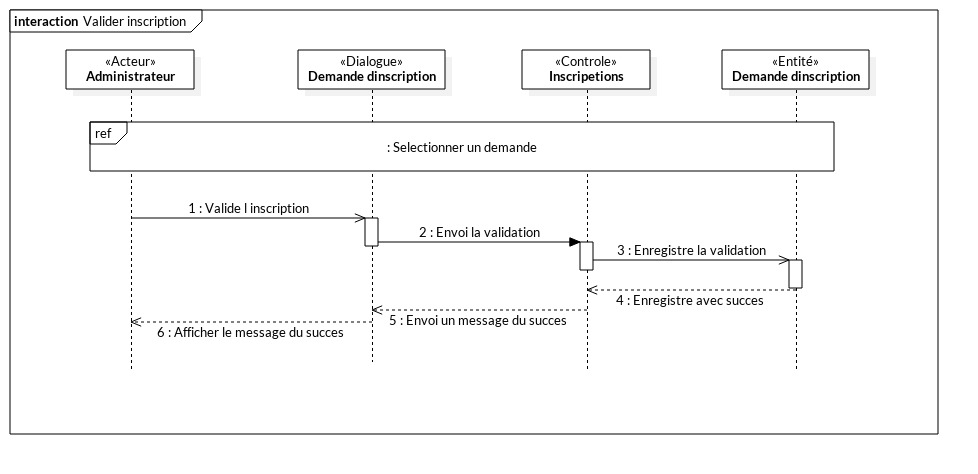 interaction Valider inscription
«Acteur»
Administrateur
«Dialogue»
Demande dinscription
«Controle»
Inscripetions
«Entité»
Demande dinscription
ref
: Selectionner un demande
1 : Valide l inscription
2 : Envoi la validation
3 : Enregistre la validation
4 : Enregistre avec succes
5 : Envoi un message du succes
6 : Afficher le message du succes